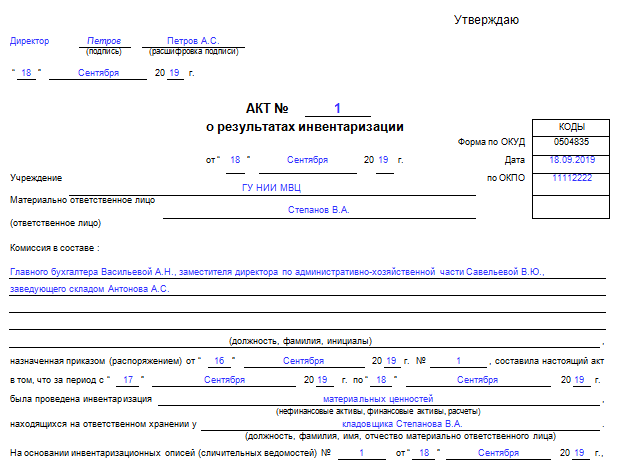 Утверждаю
Директор Петров Петров А.С.
(подпись) (расшифровка подписи)
" 18 " Сентября 20 19 г.
АКТ № 1
о результатах инвентаризации
КОДЫ
Форма по ОКУД 0504835
от " 18 " Сентября 20 19 г. Дата 18.09.2019
Учреждение ГУ НИИ МВЦ по ОКПО 11112222
Материально ответственное лицо
(ответственное лицо) Степанов В.А.
Комиссия в составе :
Главного бухгалтера Васильевой А.Н., заместителя директора по административно-хозяйственной части Савельевой В.Ю.,
заведующего складом Антонова А.С.
(должность, фамилия, инициалы) ,
назначенная приказом (распоряжением) от " 16 " Сентября 20 19 г. № 1 , составила настоящий акт
в том, что за период с " 17 " Сентября 20 19 г. по " 18 " Сентября 20 19 г.
была проведена инвентаризация материальных ценностей ,
(нефинансовые активы, финансовые активы, расчеты)
находящихся на ответственном хранении у кладовщика Степанова В.А. .
(должность, фамилия, имя, отчество материально ответственного лица)
На основании инвентаризационных описей (сличительных ведомостей) № 1 от " 18 " Сентября 20 19 г.,